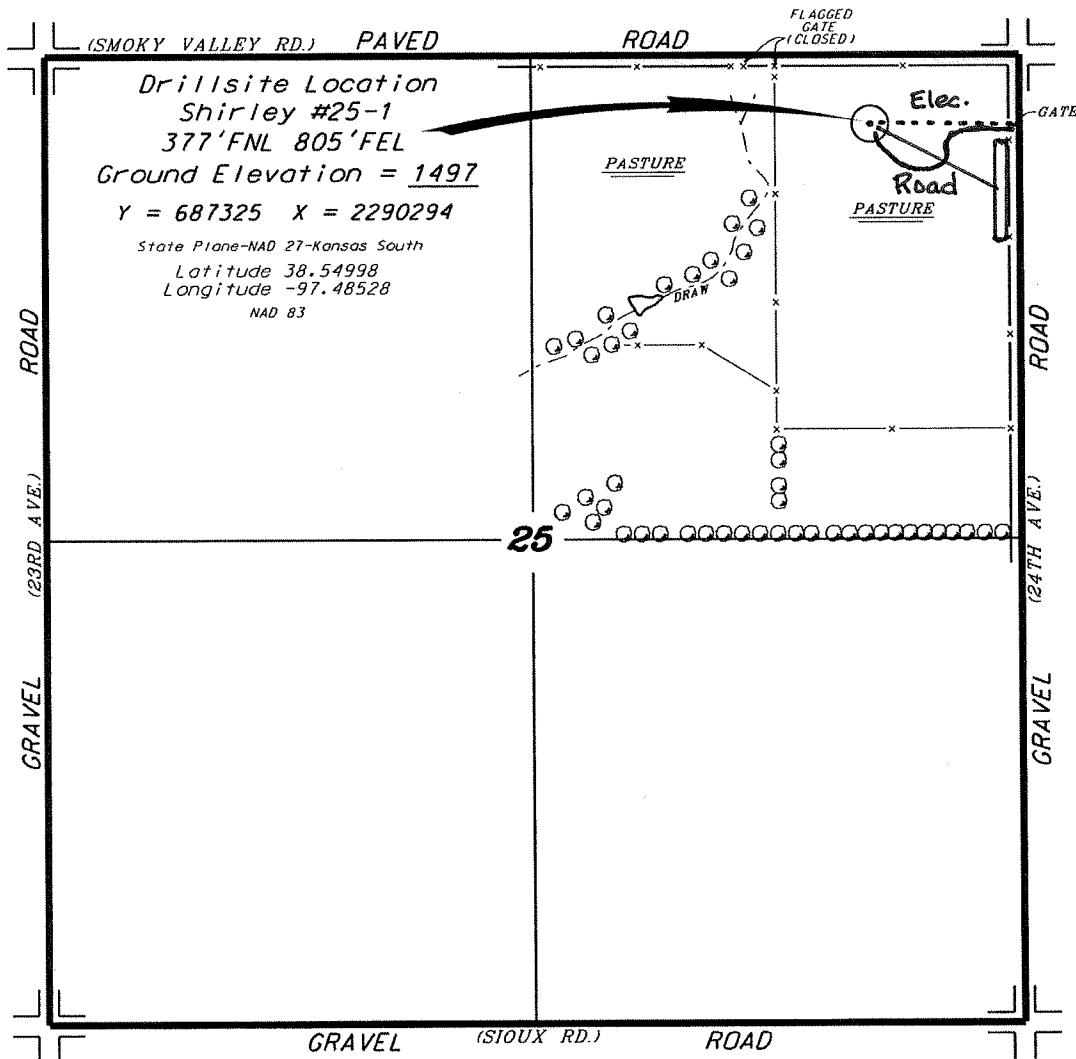 FLAGGED
GATE
(CLOSED)
(SMOKY VALLEY RD.) PAVED ROAD
Drillsite Location
Shirley #25-1
377'FNL 805'FEL
Ground Elevation = 1497
Y = 687325 X = 2290294
State Plane-NAD 27-Kansas South
Latitude 38.54998
Longitude -97.48528
NAD 83
Elec.
GATE
PASTURE
Road
PASTURE
DRAW
ROAD
(23RD AVE.)
GRAVEL
25
ROAD
(24TH AVE.)
GRAVEL
GRAVEL (SIOUX RD.) ROAD